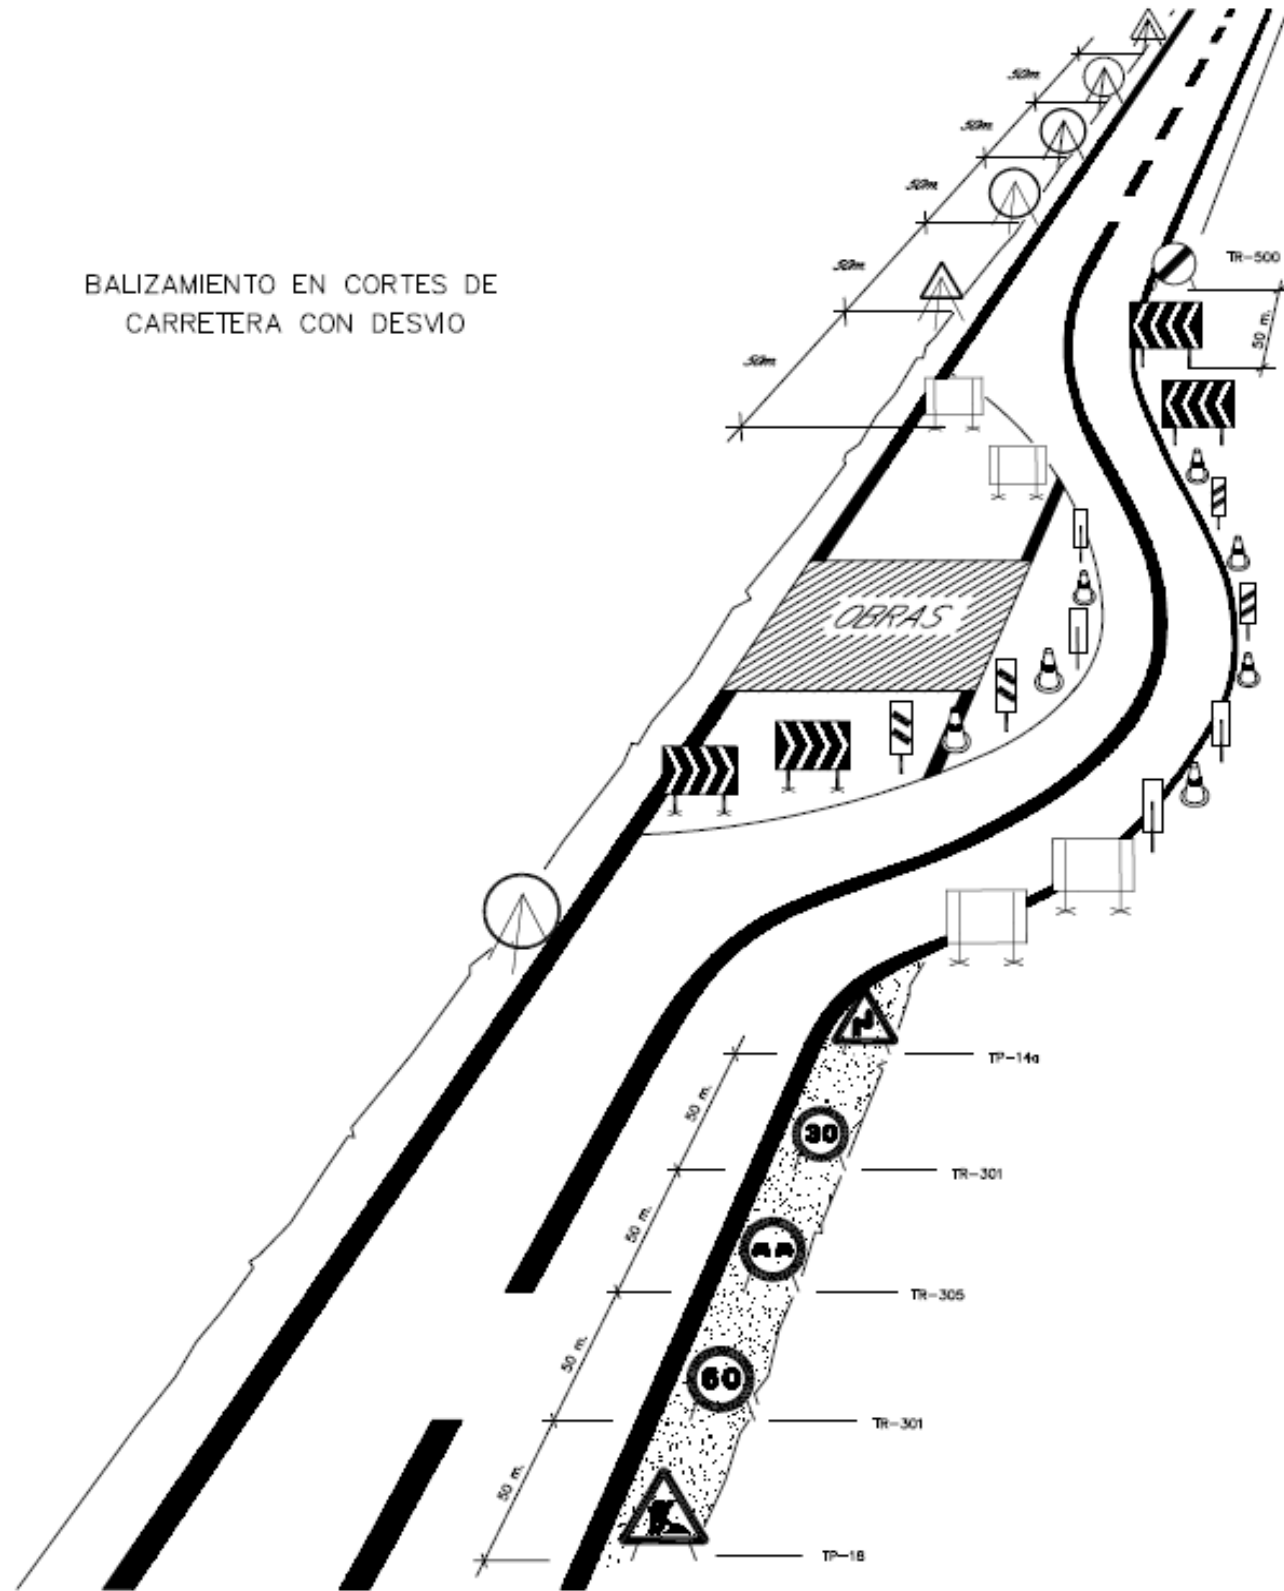 50m
50m
50m
TR-500
50m
50 m.
50m
BALIZAMIENTO EN CORTES DE
CARRETERA CON DESVIO
OBRAS
TP-14a
50 m.
30
TR-301
50 m.
TR-305
50 m.
60
TR-301
50 m.
TP-18